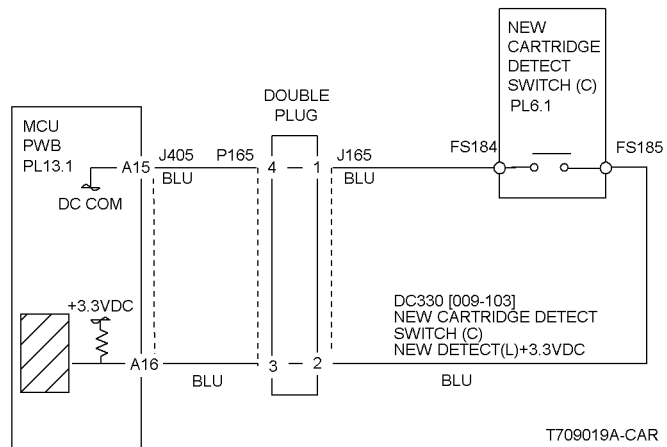 NEW
CARTRIDGE
DETECT
SWITCH (C)
PL6.1
DOUBLE
PLUG
MCU
PWB
PL13.1
A15
J405
P165
4
1
J165
FS184
FS185
BLU
BLU
DC COM
+3.3VDC
DC330 [009-103]
NEW CARTRIDGE DETECT
SWITCH (C)
NEW DETECT(L)+3.3VDC
A16
3
2
BLU
BLU
T709019A-CAR